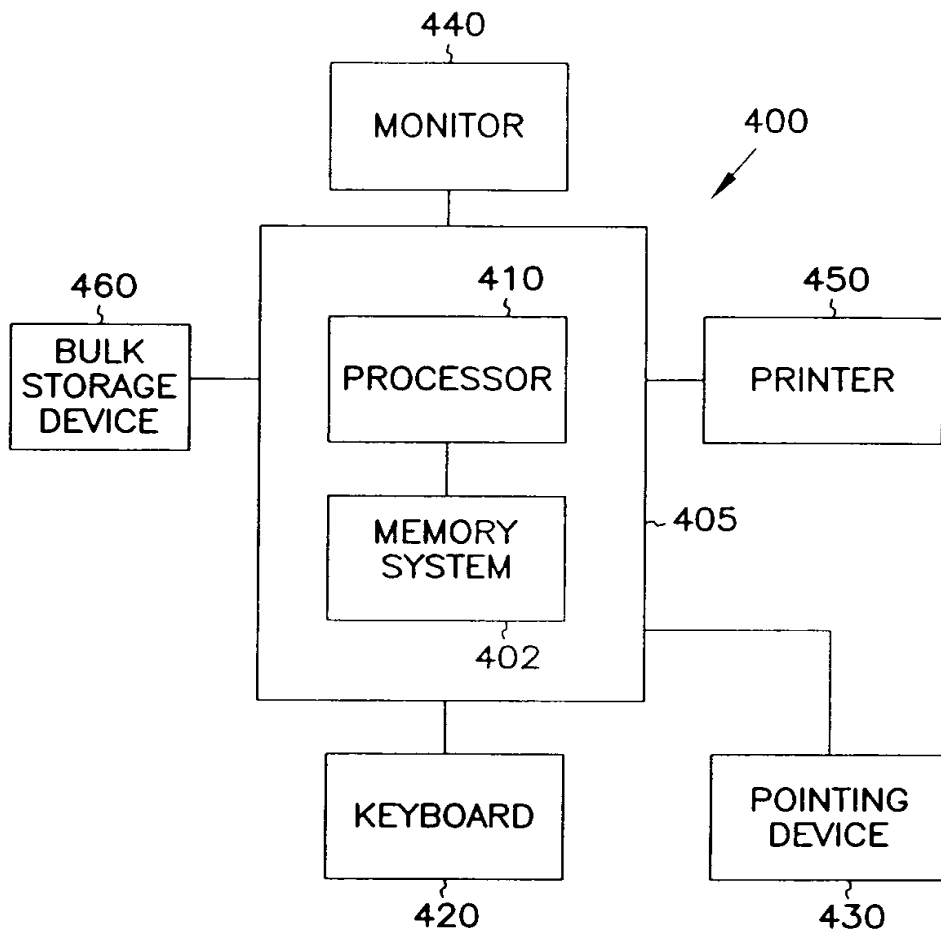 440
MONITOR
400
460
BULK
STORAGE
DEVICE
410
PROCESSOR
450
PRINTER
405
MEMORY
SYSTEM
402
KEYBOARD
420
POINTING
DEVICE
430